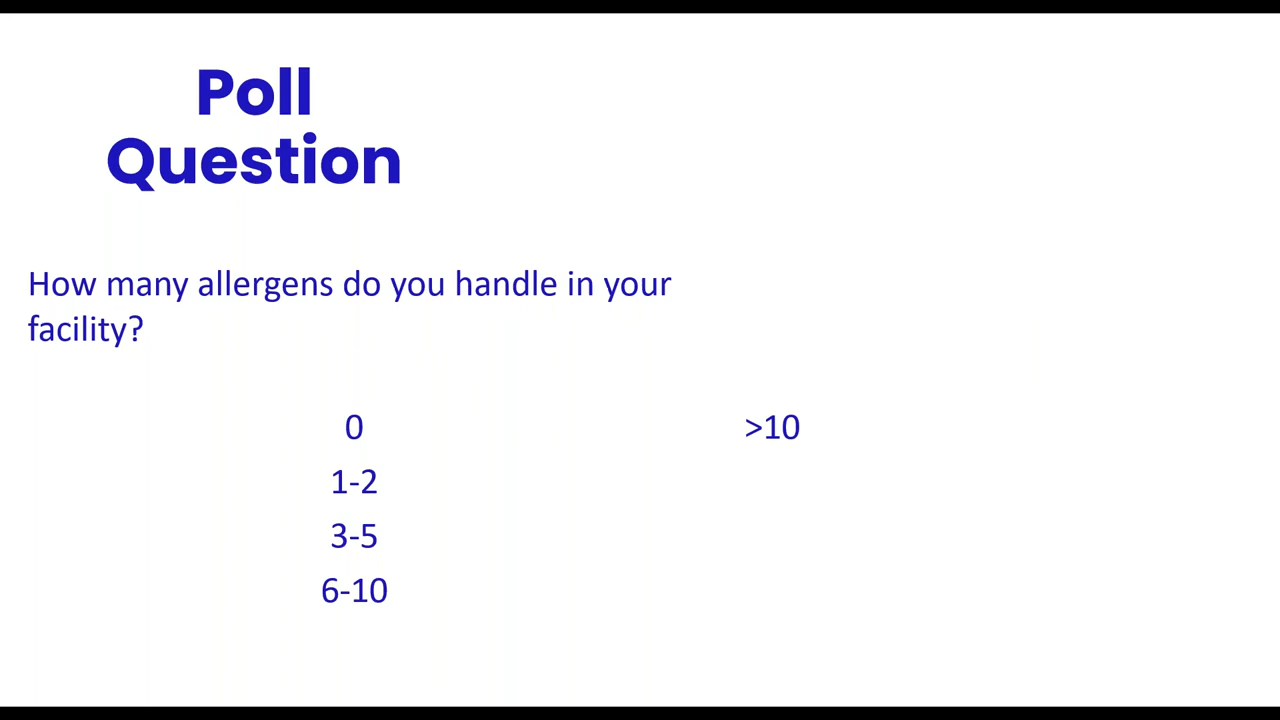 Poll
Question
How many allergens do you handle in your
facility?
0
1-2
3-5
6-10
>10